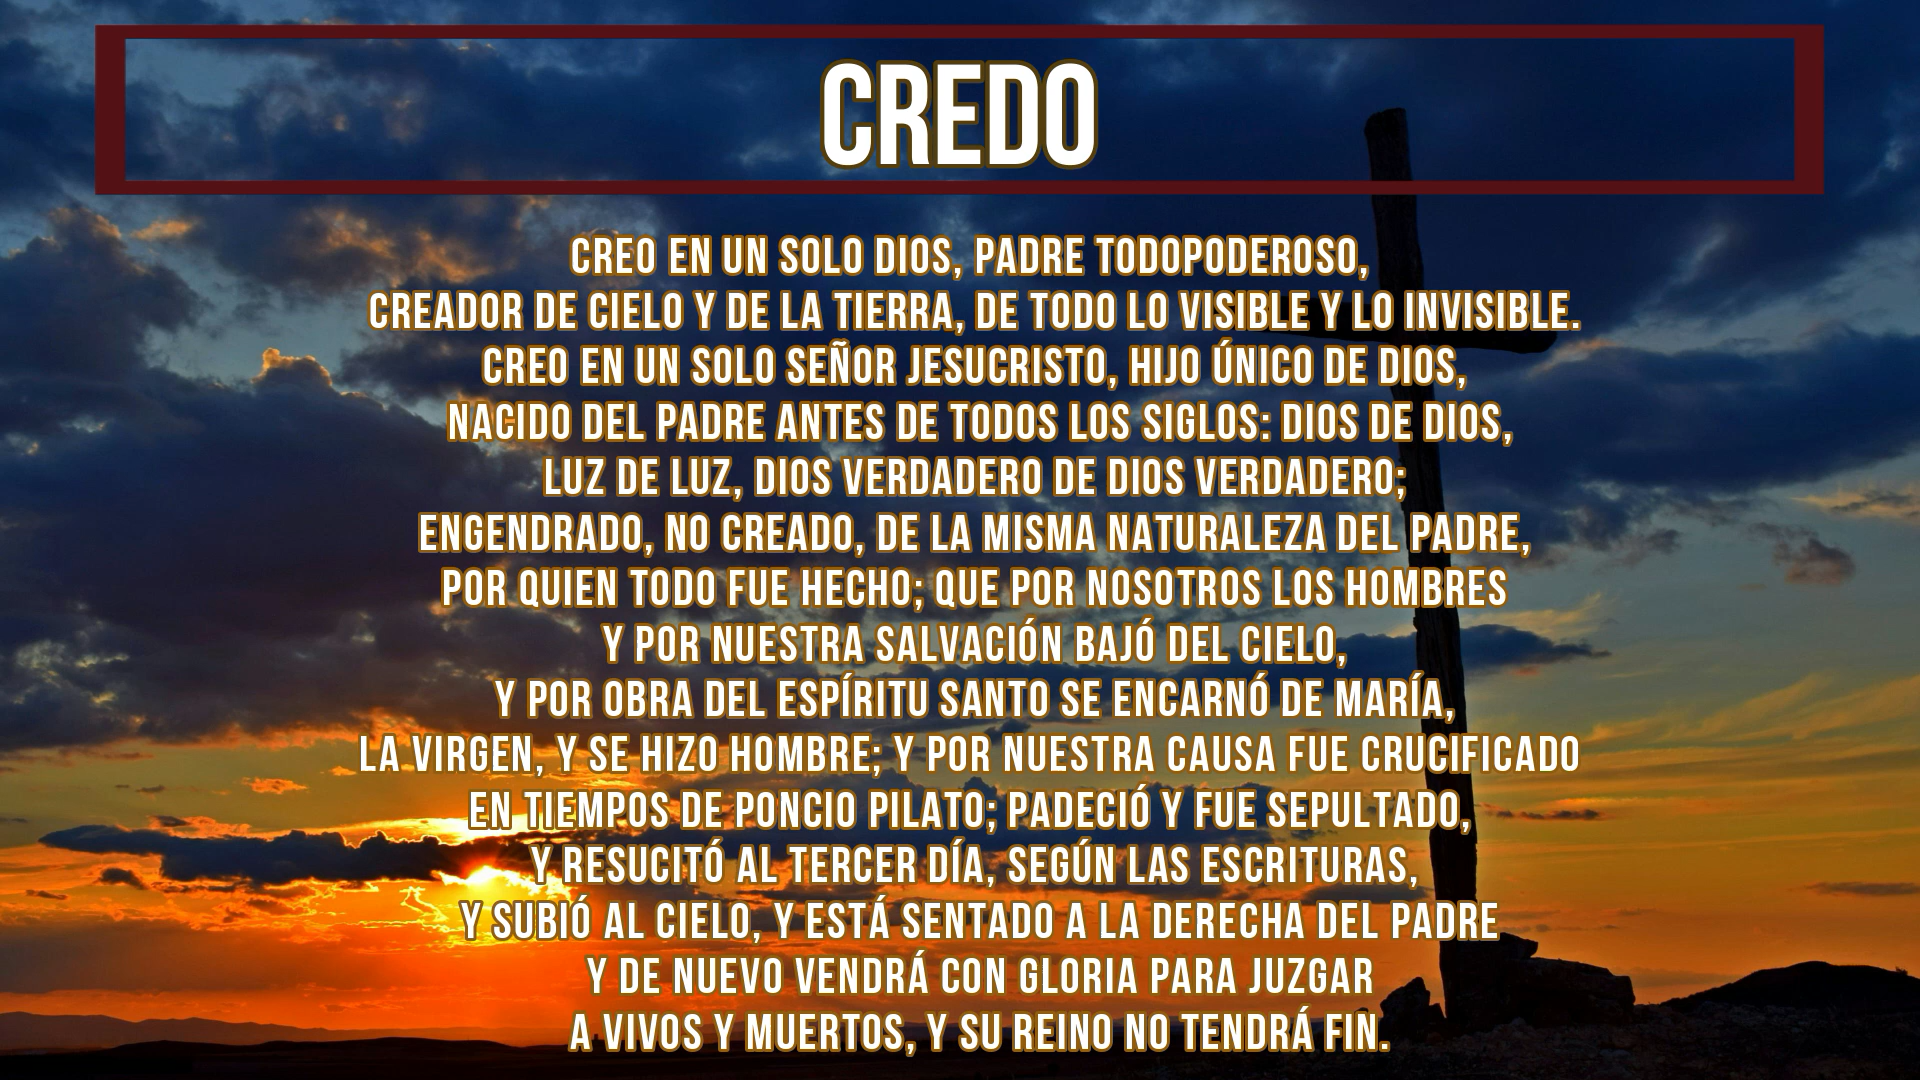 CREDO
CREO EN UN SOLO DIOS, PADRE TODOPODEROSO,
CREADOR DE CIELO Y DE LA TIERRA, DE TODO LO VISIBLE Y LO INVISIBLE.
CREO EN UN SOLO SEÑOR JESUCRISTO, HIJO ÚNICO DE DIOS,
NACIDO DEL PADRE ANTES DE TODOS LOS SIGLOS: DIOS DE DIOS,
LUZ DE LUZ, DIOS VERDADERO DE DIOS VERDADERO;
ENGENDRADO, NO CREADO, DE LA MISMA NATURALEZA DEL PADRE,
POR QUIEN TODO FUE HECHO; QUE POR NOSOTROS LOS HOMBRES
Y POR NUESTRA SALVACIÓN BAJÓ DEL CIELO,
Y POR OBRA DEL ESPÍRITU SANTO SE ENCARNÓ DE MARÍA,
LA VIRGEN, Y SE HIZO HOMBRE; Y POR NUESTRA CAUSA FUE CRUCIFICADO
EN TIEMPOS DE PONCIO PILATO; PADECIÓ Y FUE SEPULTADO,
Y RESUCITÓ AL TERCER DÍA, SEGÚN LAS ESCRITURAS,
Y SUBIÓ AL CIELO, Y ESTÁ SENTADO A LA DERECHA DEL PADRE
Y DE NUEVO VENDRÁ CON GLORIA PARA JUZGAR
A VIVOS Y MUERTOS, Y SU REINO NO TENDRÁ FIN.